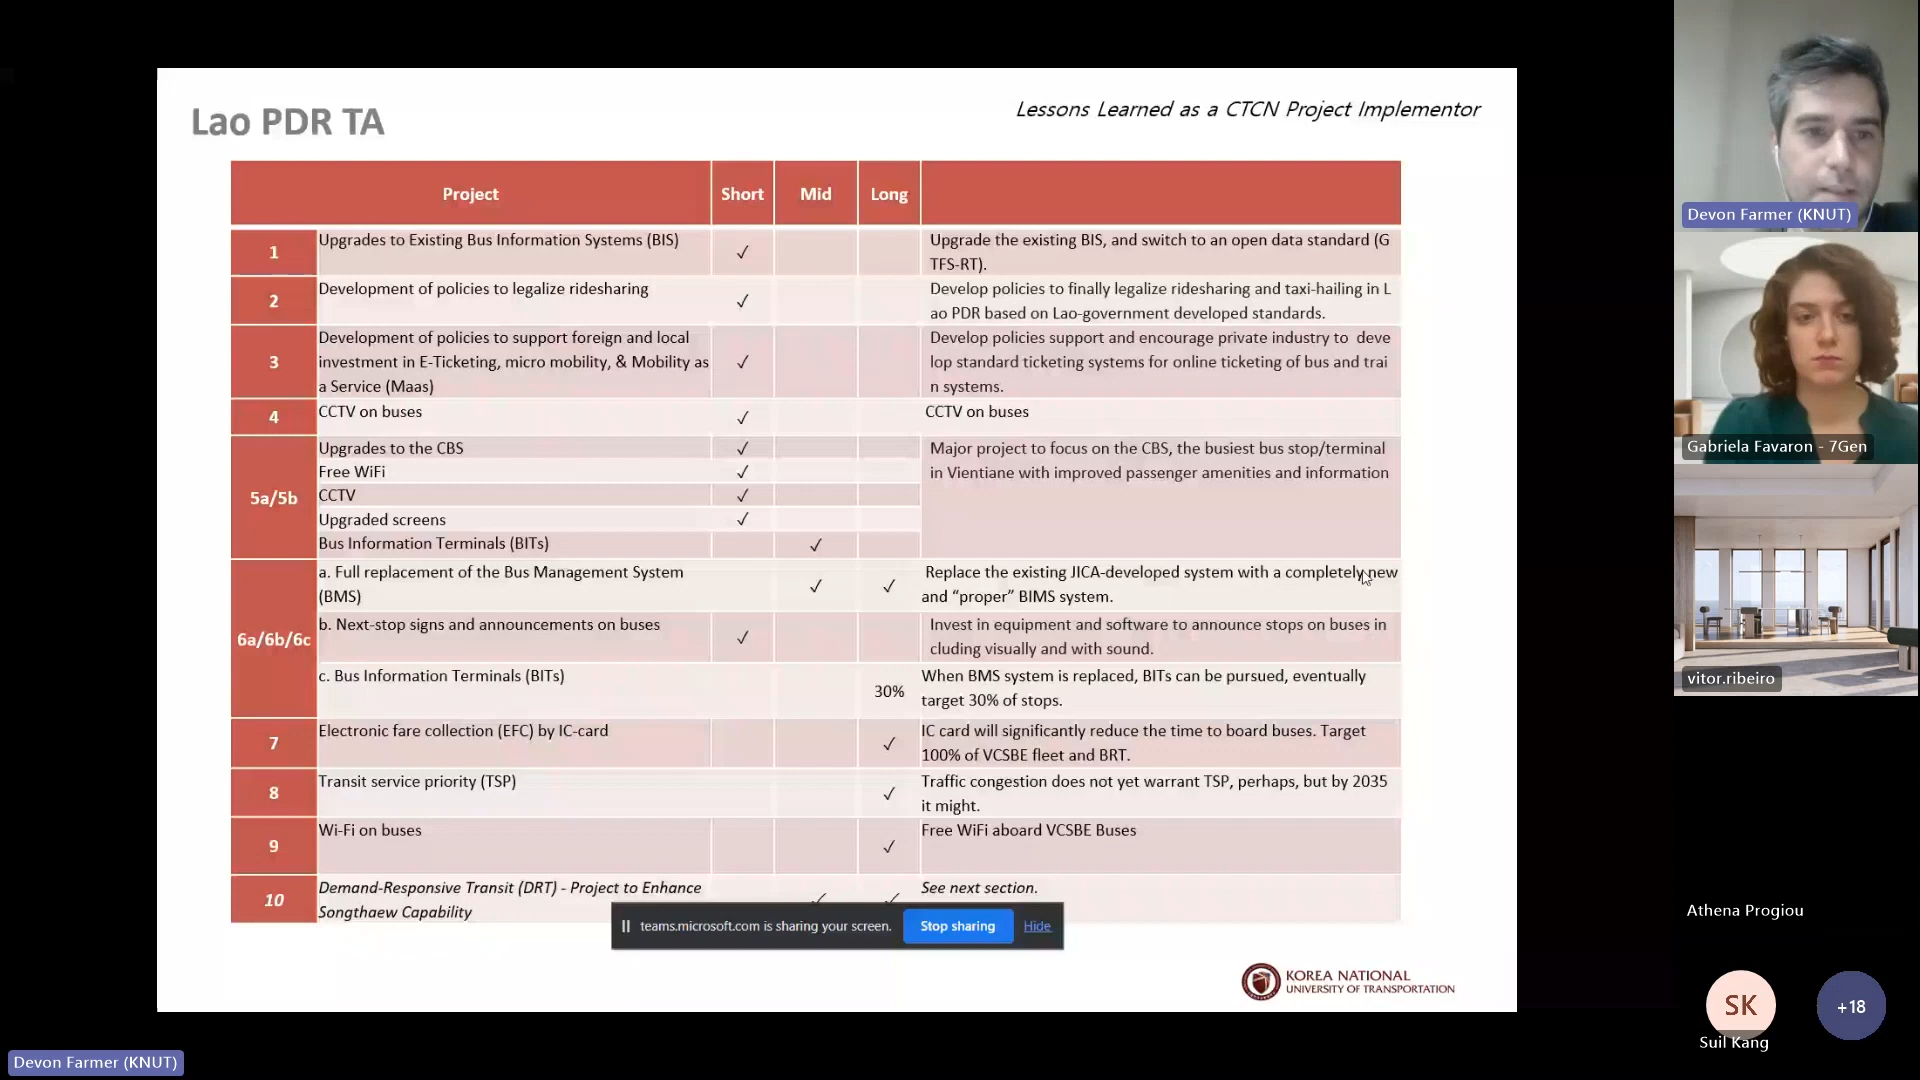 Lao PDR TA
Lessons Learned as a CTCN Project Implementor
Project Short Mid Long
1 Upgrades to Existing Bus Information Systems (BIS) ✓ Upgrade the existing BIS, and switch to an open data standard (G
TFS-RT).
2 Development of policies to legalize ridesharing ✓ Develop policies to finally legalize ridesharing and taxi-hailing in L
ao PDR based on Lao-government developed standards.
3 Development of policies to support foreign and local
investment in E-Ticketing, micro mobility, & Mobility as
a Service (Maas)
✓ Develop policies support and encourage private industry to deve
lop standard ticketing systems for online ticketing of bus and trai
n systems.
4 CCTV on buses ✓ CCTV on buses
5a/5b
Upgrades to the CBS ✓
Free WiFi ✓
CCTV ✓
Upgraded screens ✓
Bus Information Terminals (BITs) ✓
Major project to focus on the CBS, the busiest bus stop/terminal
in Vientiane with improved passenger amenities and information
6a/6b/6c
a. Full replacement of the Bus Management System
(BMS)
✓ ✓
Replace the existing JICA-developed system with a completely new
and “proper” BIMS system.
b. Next-stop signs and announcements on buses ✓
Invest in equipment and software to announce stops on buses in
cluding visually and with sound.
c. Bus Information Terminals (BITs) 30%
When BMS system is replaced, BITs can be pursued, eventually
target 30% of stops.
7 Electronic fare collection (EFC) by IC-card ✓
IC card will significantly reduce the time to board buses. Target
100% of VCSBE fleet and BRT.
8 Transit service priority (TSP) ✓
Traffic congestion does not yet warrant TSP, perhaps, but by 2035
it might.
9 Wi-Fi on buses ✓ Free WiFi aboard VCSBE Buses
10 Demand-Responsive Transit (DRT) - Project to Enhance
Songthaew Capability
✓ ✓ See next section.
teams.microsoft.com is sharing your screen. Stop sharing Hide
KOREA NATIONAL
UNIVERSITY OF TRANSPORTATION
Devon Farmer (KNUT)
Devon Farmer (KNUT)
Gabriela Favaron - 7Gen
vitor.ribeiro
Athena Progiou
SK
Suil Kang
+18